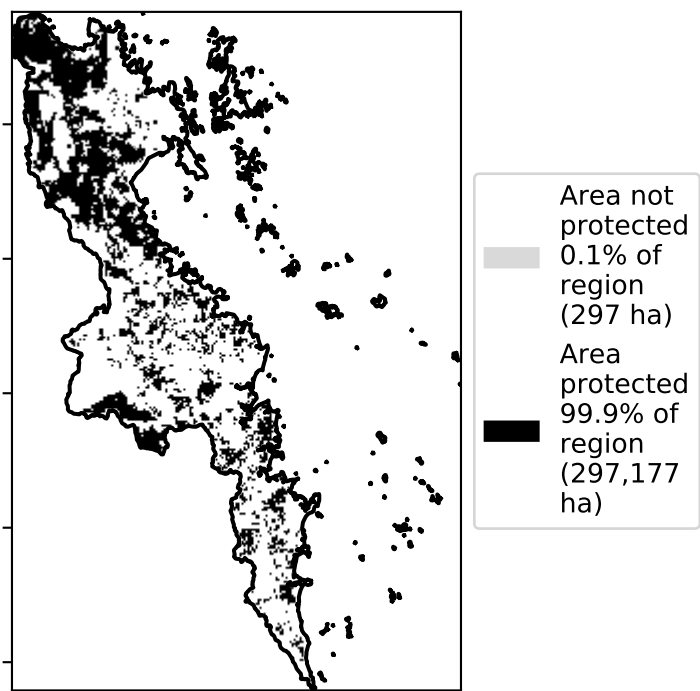 Area not
protected
0.1% of
region
(297 ha)
Area
protected
99.9% of
region
(297,177
ha)